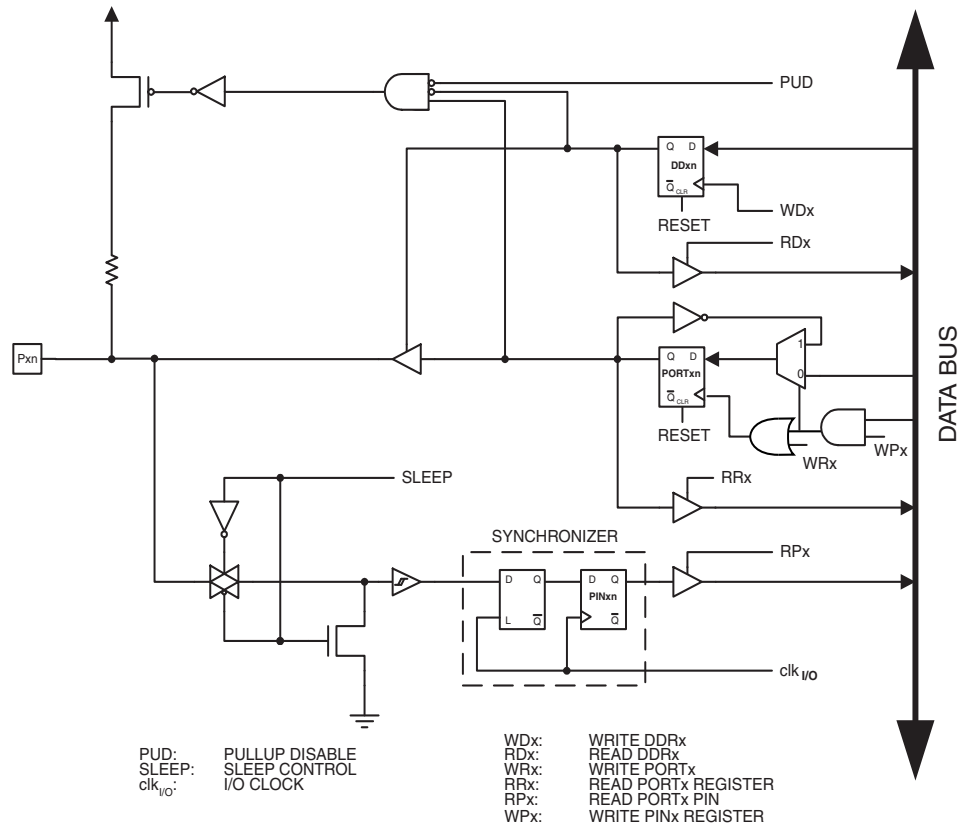 PUD
Q D
DDxn
Q CLR
WDx
RESET
RDx
1
Pxn
Q D
PORTxn
0
Q CLR
RESET
WRx
WPx
DATA BUS
RRx
SLEEP
SYNCHRONIZER
RPx
D Q
L Q
D Q
PINxn
Q
clk I/O
PUD: PULLUP DISABLE
SLEEP: SLEEP CONTROL
clkI/O: I/O CLOCK
WDx: WRITE DDRx
RDx: READ DDRx
WRx: WRITE PORTx
RRx: READ PORTx REGISTER
RPx: READ PORTx PIN
WPx: WRITE PINx REGISTER